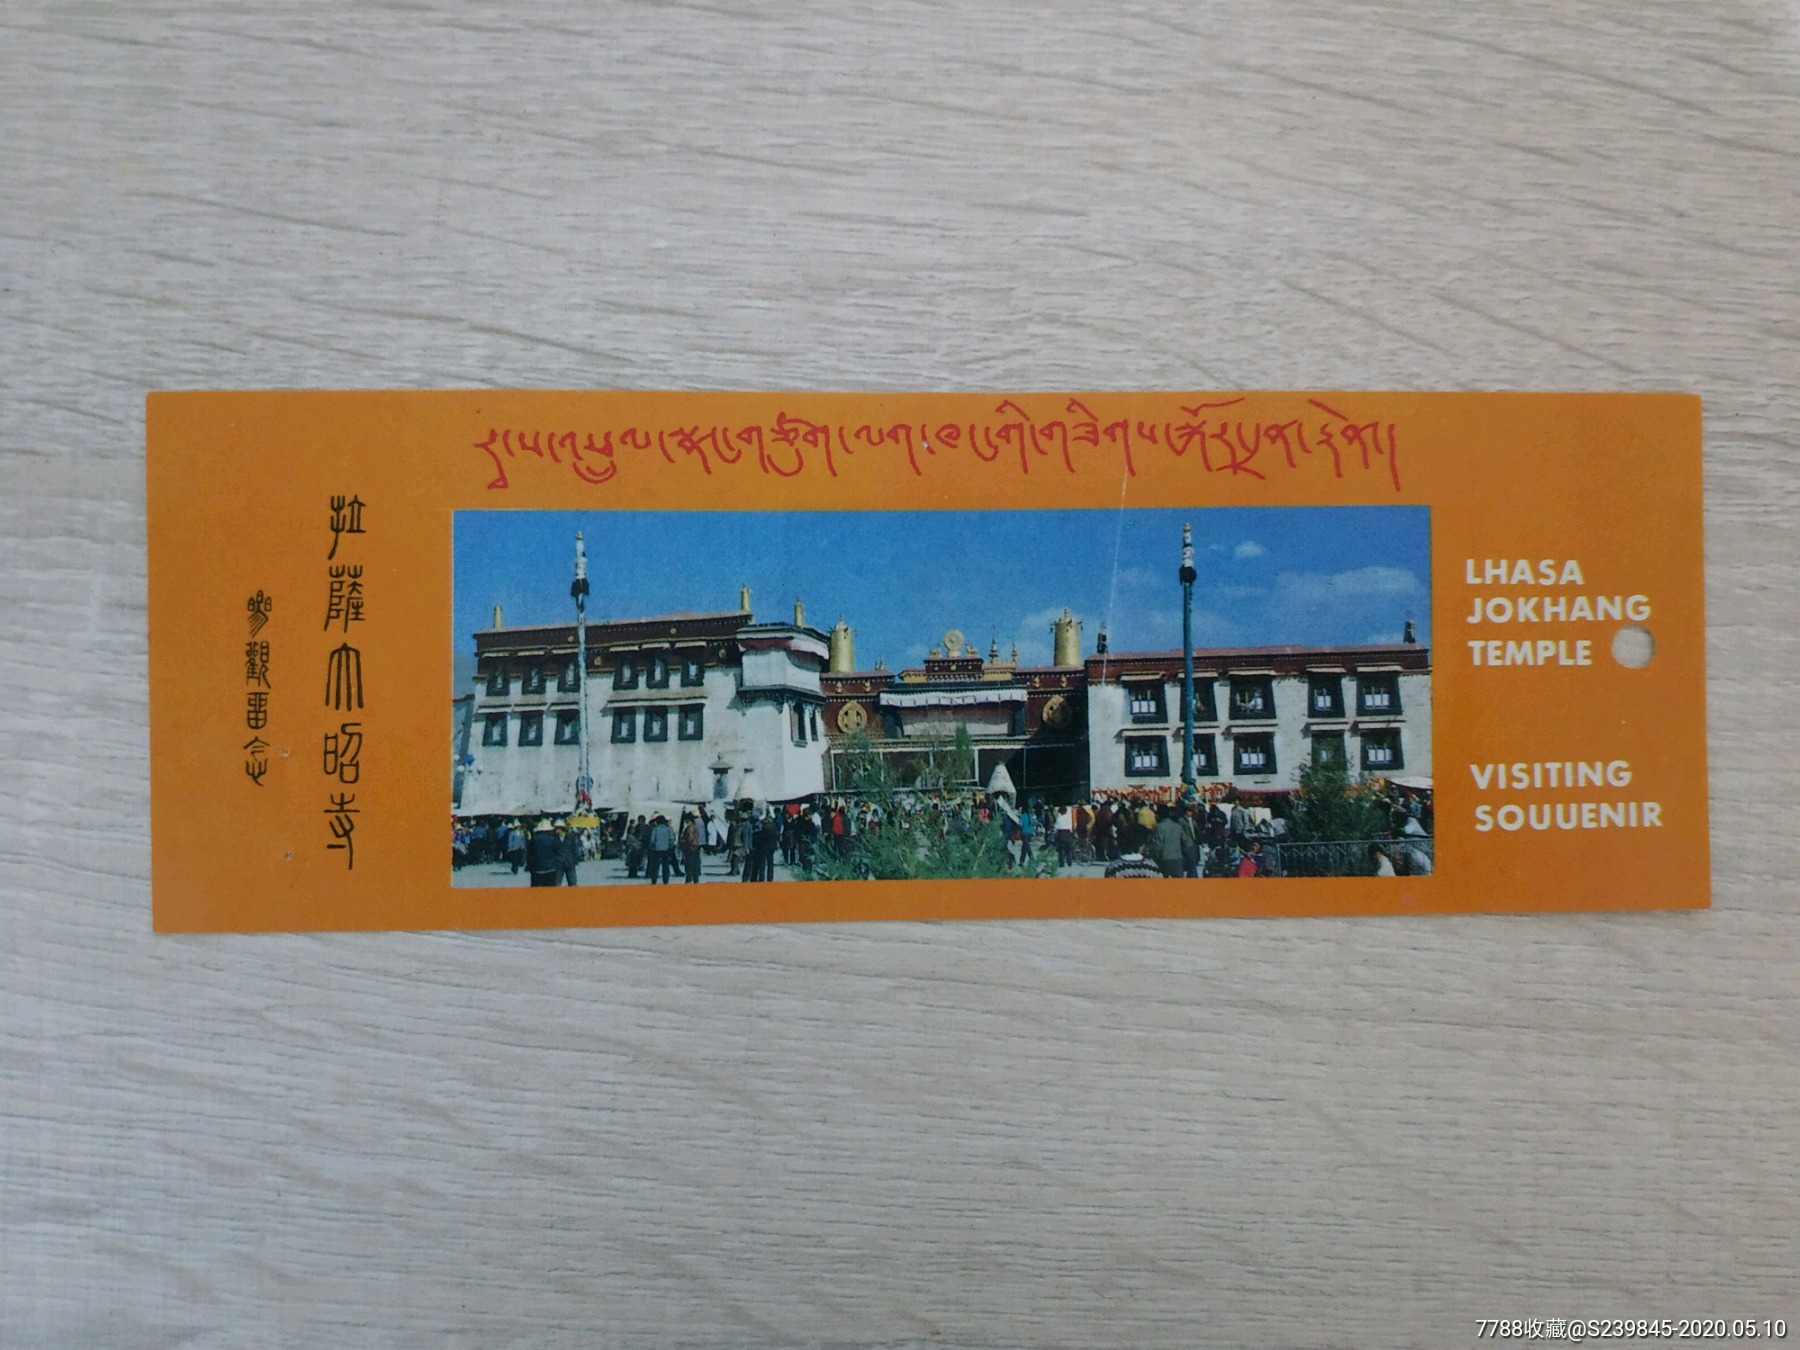 拉薩大昭寺
參觀畱念
LHASA
JOKHANG
TEMPLE
VISITING
SOUUENIR
7788收藏@S239845-2020.05.10